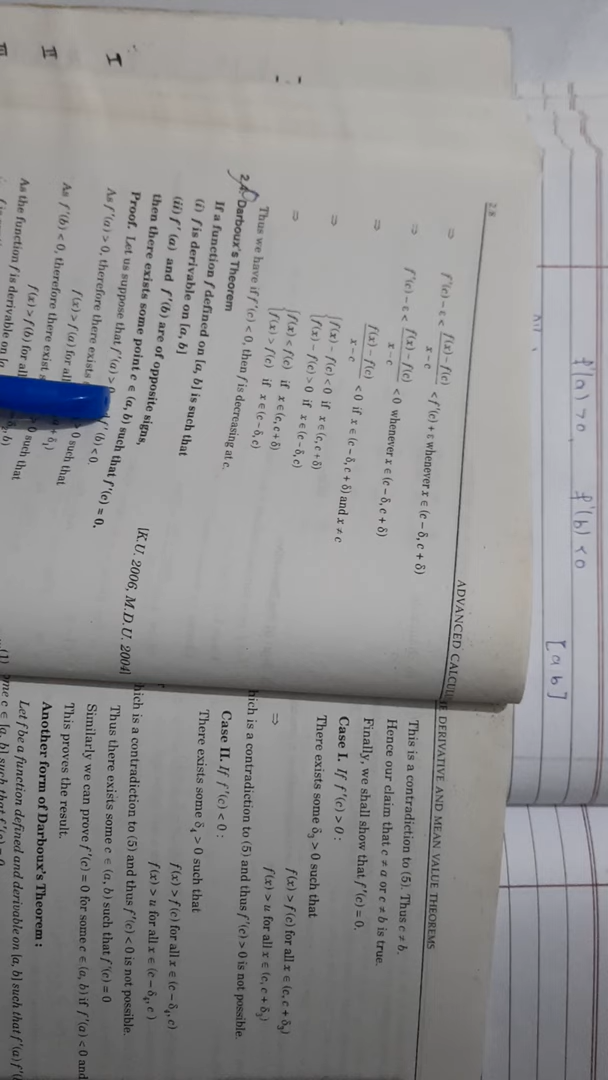 f'(a) > 0, f'(b) < 0
[a b]
28
ADVANCED
⇒ f'(c) − ε < f(x) − f(c) / x − c < f'(c) + ε whenever x ∈ (c − δ, c + δ)
⇒ f'(c) − ε < f(x) − f(c) / x − c < 0 whenever x ∈ (c − δ, c + δ)
⇒ f(x) − f(c) / x − c < 0 if x ∈ (c − δ, c + δ) and x ≠ c
⇒ { f(x) − f(c) < 0 if x ∈ (c, c + δ)
f(x) − f(c) > 0 if x ∈ (c − δ, c)
⇒ { f(x) < f(c) if x ∈ (c, c + δ)
f(x) > f(c) if x ∈ (c − δ, c)
Thus we have if f'(c) < 0, then f is decreasing at c.
Darboux's Theorem
If a function f defined on [a, b] is such that
(i) f is derivable on [a, b]
(ii) f'(a) and f'(b) are of opposite signs,
then there exists some point c ∈ (a, b) such that f'(c) = 0.
[K.U. 2006, M.D.U. 2004]
Proof. Let us suppose that f'(a) > f'(b) < 0.
As f'(a) > 0, therefore there exists > 0 such that
f(x) > f(a) for all
As f'(b) < 0, therefore there exist > 0 such that
f(x) > f(b) for all
As the function f is derivable on
I
II
III
DERIVATIVE AND MEAN VALUE THEOREMS
This is a contradiction to (5). Thus c ≠ b.
Hence our claim that c ≠ a or c ≠ b is true.
Finally, we shall show that f'(c) = 0.
Case I. If f'(c) > 0 :
There exists some δ₃ > 0 such that
f(x) > f(c) for all x ∈ (c, c + δ₃)
⇒ f(x) > u for all x ∈ (c, c + δ₃)
hich is a contradiction to (5) and thus f'(c) > 0 is not possible.
Case II. If f'(c) < 0 :
There exists some δ₄ > 0 such that
f(x) > f(c) for all x ∈ (c − δ₄, c)
f(x) > u for all x ∈ (c − δ₄, c)
hich is a contradiction to (5) and thus f'(c) < 0 is not possible.
Thus there exists some c ∈ (a, b) such that f'(c) = 0
Similarly we can prove f'(c) = 0 for some c ∈ (a, b) if f'(a) < 0 and
This proves the result.
Another form of Darboux's Theorem :
Let f be a function defined and derivable on [a, b] such that f'(a)